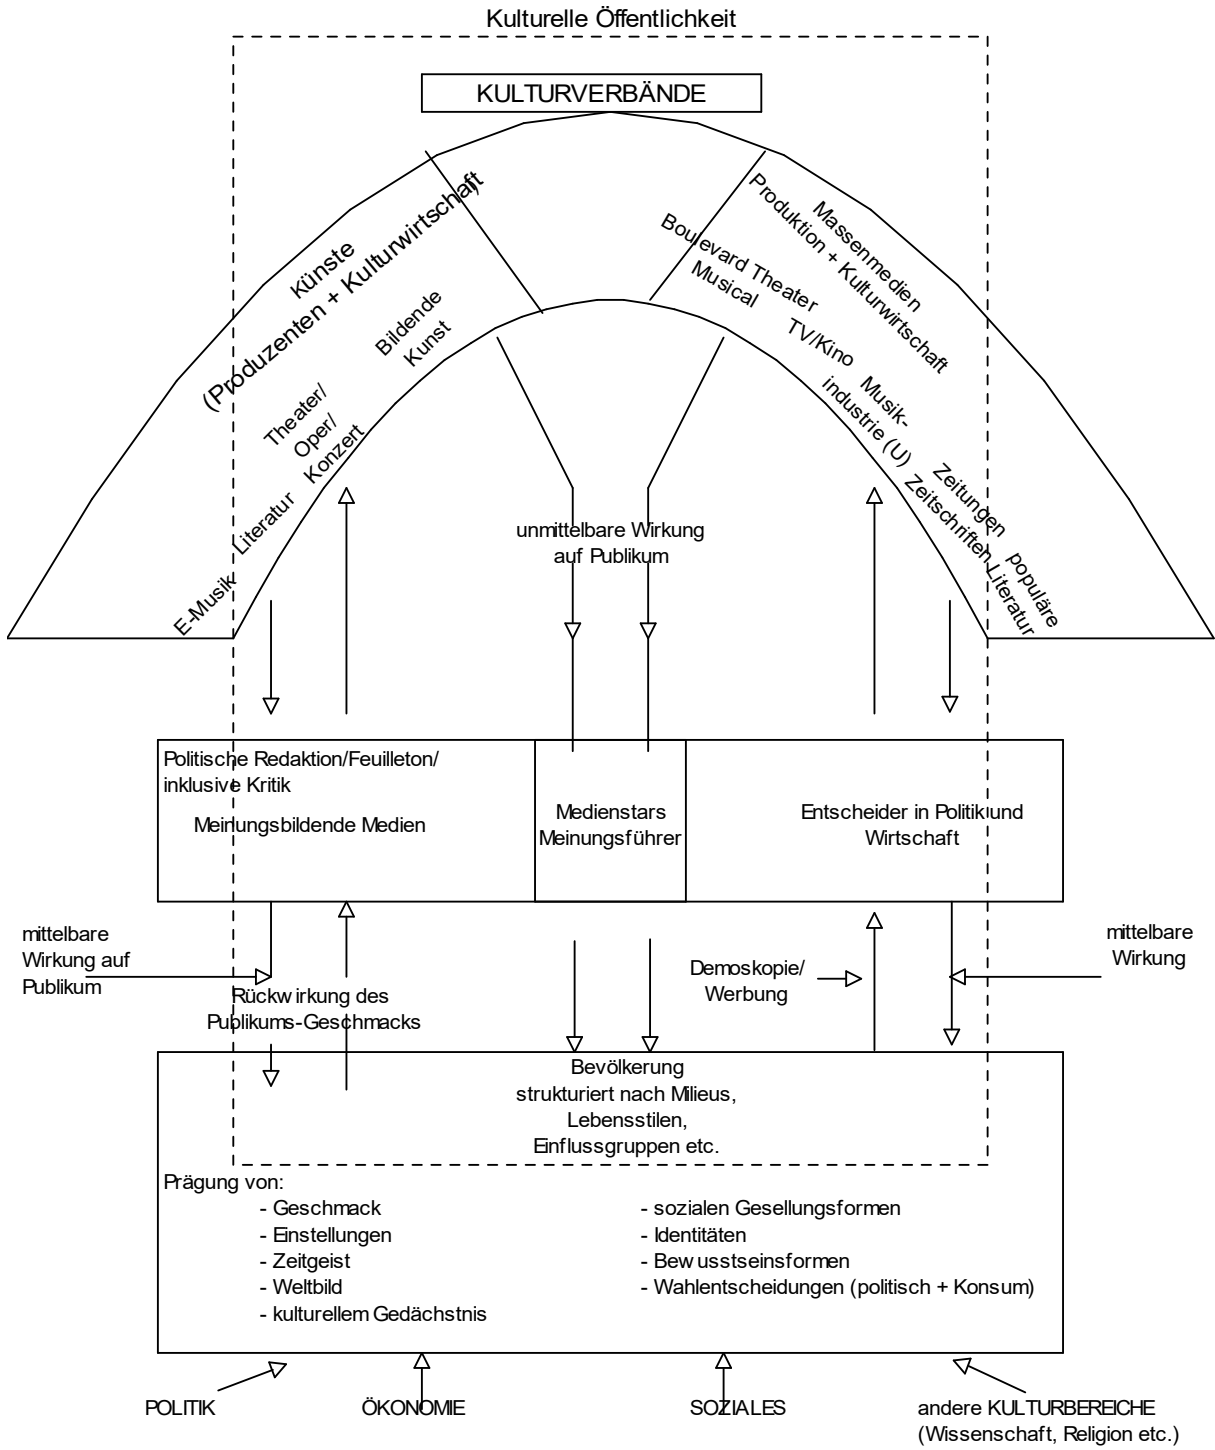 Kulturelle Öffentlichkeit
KULTURVERBÄNDE
Künste
(Produzenten + Kulturwirtschaft)
Bildende
Kunst
Theater/
Oper/
Konzert
Literatur
E-Musik
Massenmedien
Produktion + Kulturwirtschaft
Boulevard Theater
Musical
TV/Kino
Musik-
industrie (U)
Zeitungen
Zeitschriften
populäre
Literatur
unmittelbare Wirkung
auf Publikum
Politische Redaktion/Feuilleton/
inklusive Kritik
Meinungsbildende Medien
Medienstars
Meinungsführer
Entscheider in Politik und
Wirtschaft
mittelbare
Wirkung auf
Publikum
Rückwirkung des
Publikums-Geschmacks
Demoskopie/
Werbung
mittelbare
Wirkung
Bevölkerung
strukturiert nach Milieus,
Lebensstilen,
Einflussgruppen etc.
Prägung von:
- Geschmack
- Einstellungen
- Zeitgeist
- Weltbild
- kulturellem Gedächstnis
- sozialen Gesellungsformen
- Identitäten
- Bewusstseinsformen
- Wahlentscheidungen (politisch + Konsum)
POLITIK
ÖKONOMIE
SOZIALES
andere KULTURBEREICHE
(Wissenschaft, Religion etc.)